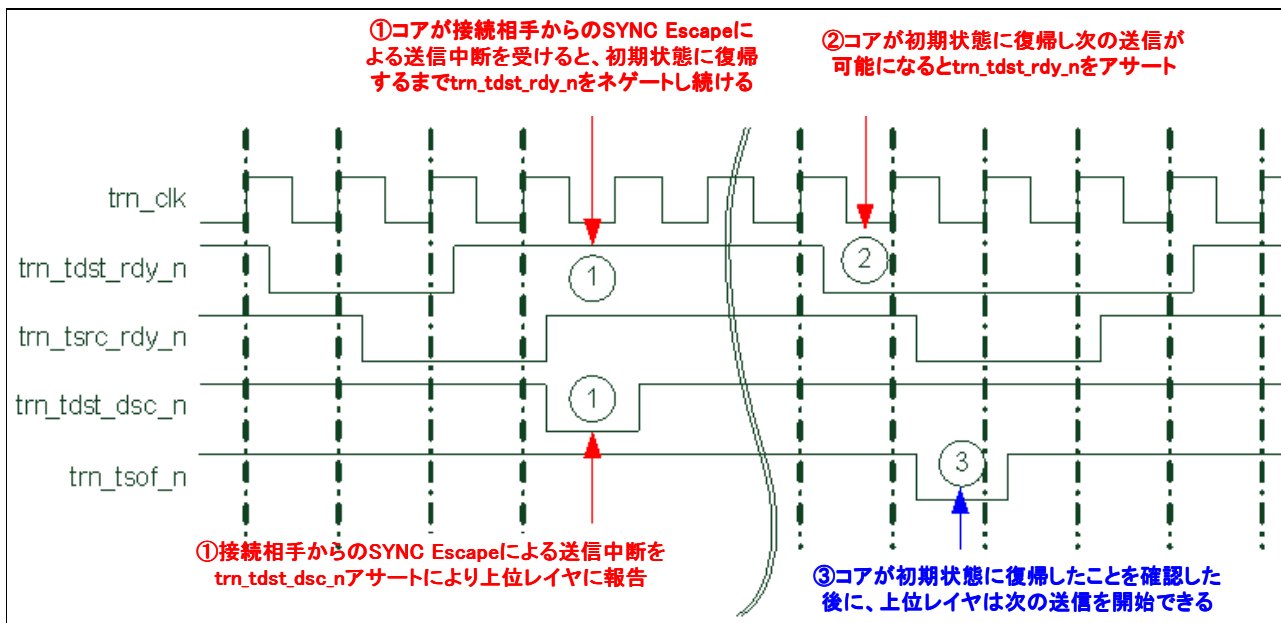 ①コアが接続相手からのSYNC Escapeに
よる送信中断を受けると、初期状態に復帰
するまでtrn_tdst_rdy_nをネゲートし続ける
②コアが初期状態に復帰し次の送信が
可能になるとtrn_tdst_rdy_nをアサート
trn_clk
trn_tdst_rdy_n
1
2
trn_tsrc_rdy_n
trn_tdst_dsc_n
1
trn_tsof_n
3
①接続相手からのSYNC Escapeによる送信中断を
trn_tdst_dsc_nアサートにより上位レイヤに報告
③コアが初期状態に復帰したことを確認した
後に、上位レイヤは次の送信を開始できる